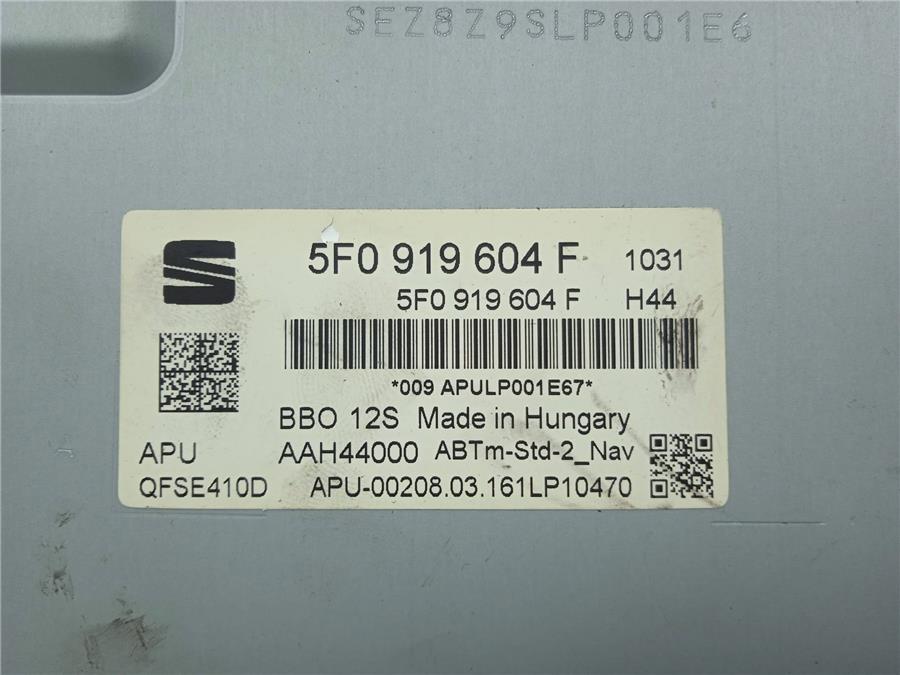 SEZ8Z9SLP001E6
5F0 919 604 F 1031
5F0 919 604 F H44
*009 APULP001E67*
BBO 12S Made in Hungary
APU AAH44000 ABTm-Std-2_Nav
QFSE410D APU-00208.03.161LP10470